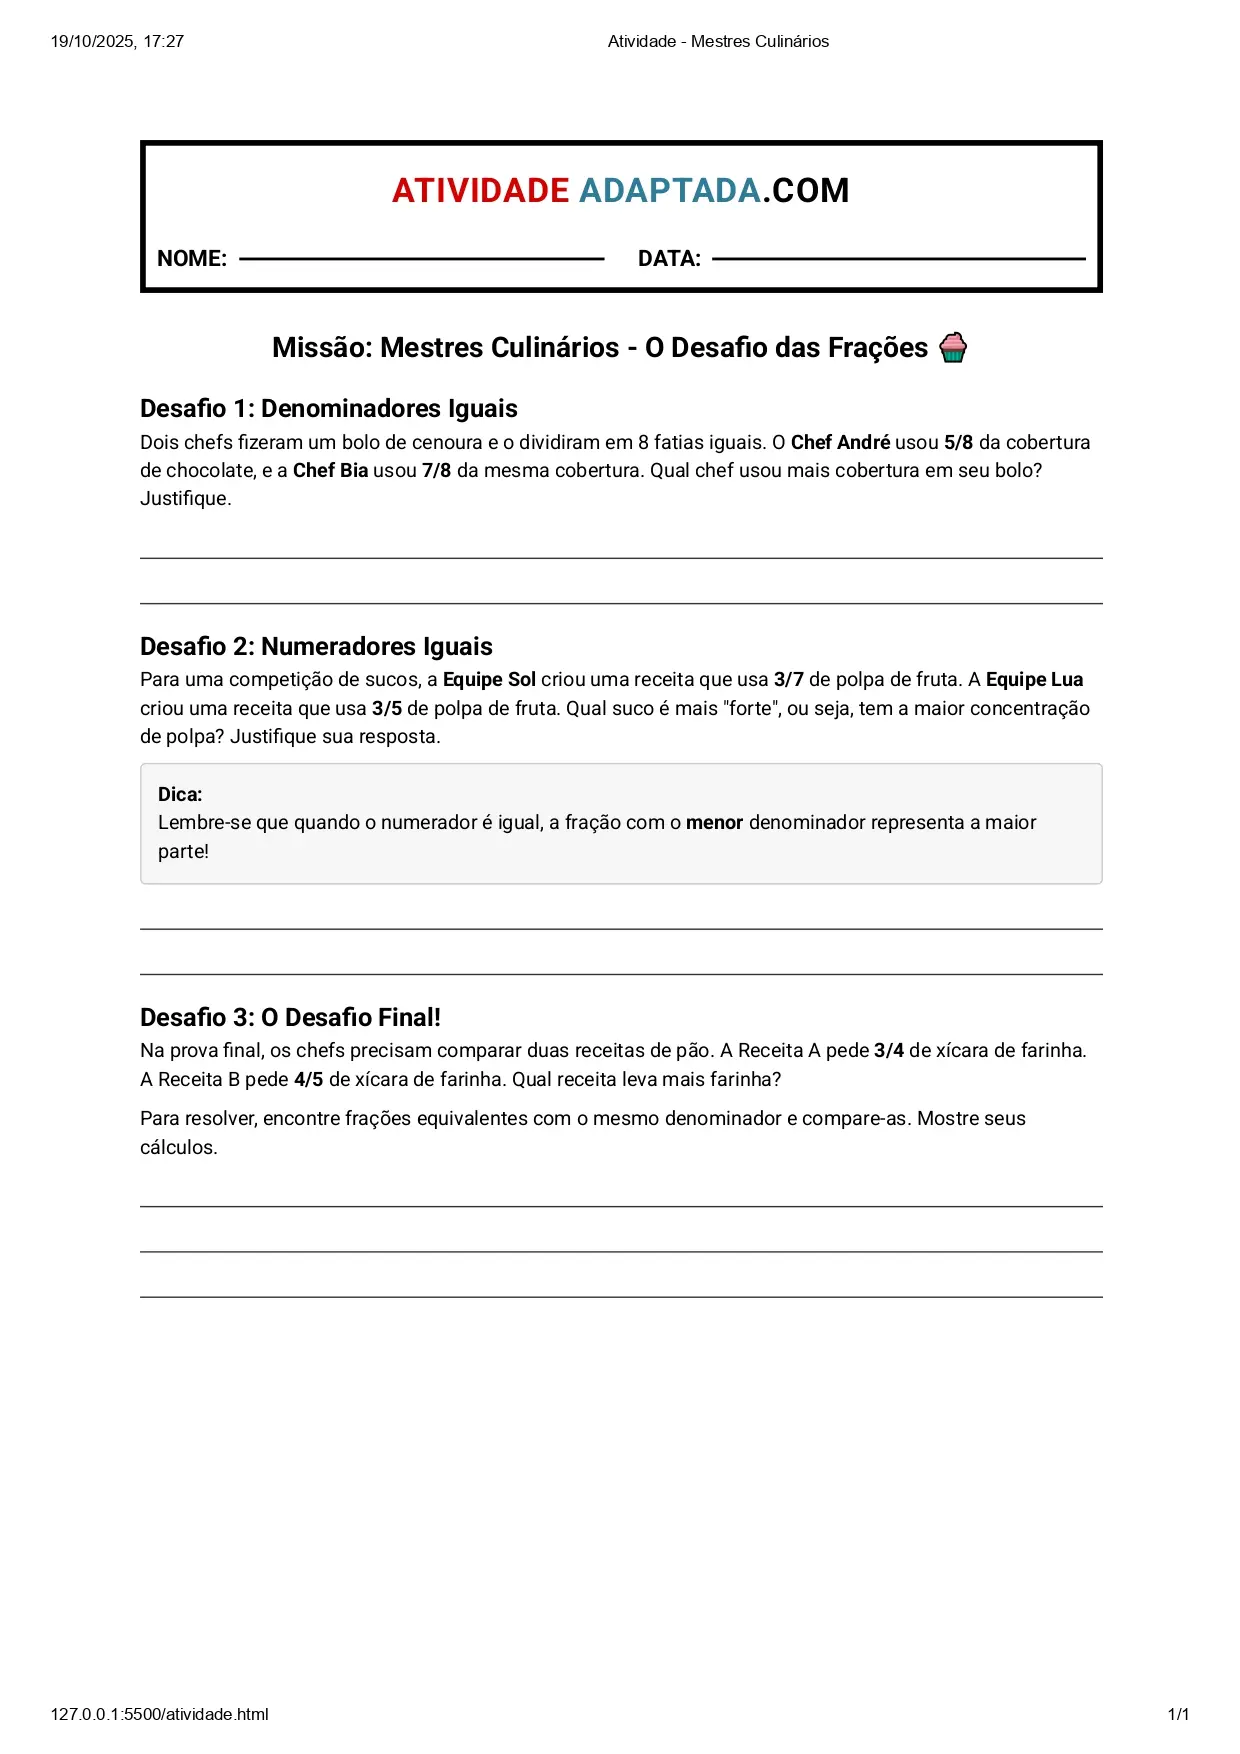 19/10/2025, 17:27
Atividade - Mestres Culinários
ATIVIDADE ADAPTADA.COM
NOME:
DATA:
Missão: Mestres Culinários - O Desafio das Frações
Desafio 1: Denominadores Iguais
Dois chefs fizeram um bolo de cenoura e o dividiram em 8 fatias iguais. O Chef André usou 5/8 da cobertura
de chocolate, e a Chef Bia usou 7/8 da mesma cobertura. Qual chef usou mais cobertura em seu bolo?
Justifique.
Desafio 2: Numeradores Iguais
Para uma competição de sucos, a Equipe Sol criou uma receita que usa 3/7 de polpa de fruta. A Equipe Lua
criou uma receita que usa 3/5 de polpa de fruta. Qual suco é mais "forte", ou seja, tem a maior concentração
de polpa? Justifique sua resposta.
Dica:
Lembre-se que quando o numerador é igual, a fração com o menor denominador representa a maior
parte!
Desafio 3: O Desafio Final!
Na prova final, os chefs precisam comparar duas receitas de pão. A Receita A pede 3/4 de xícara de farinha.
A Receita B pede 4/5 de xícara de farinha. Qual receita leva mais farinha?
Para resolver, encontre frações equivalentes com o mesmo denominador e compare-as. Mostre seus
cálculos.
127.0.0.1:5500/atividade.html
1/1